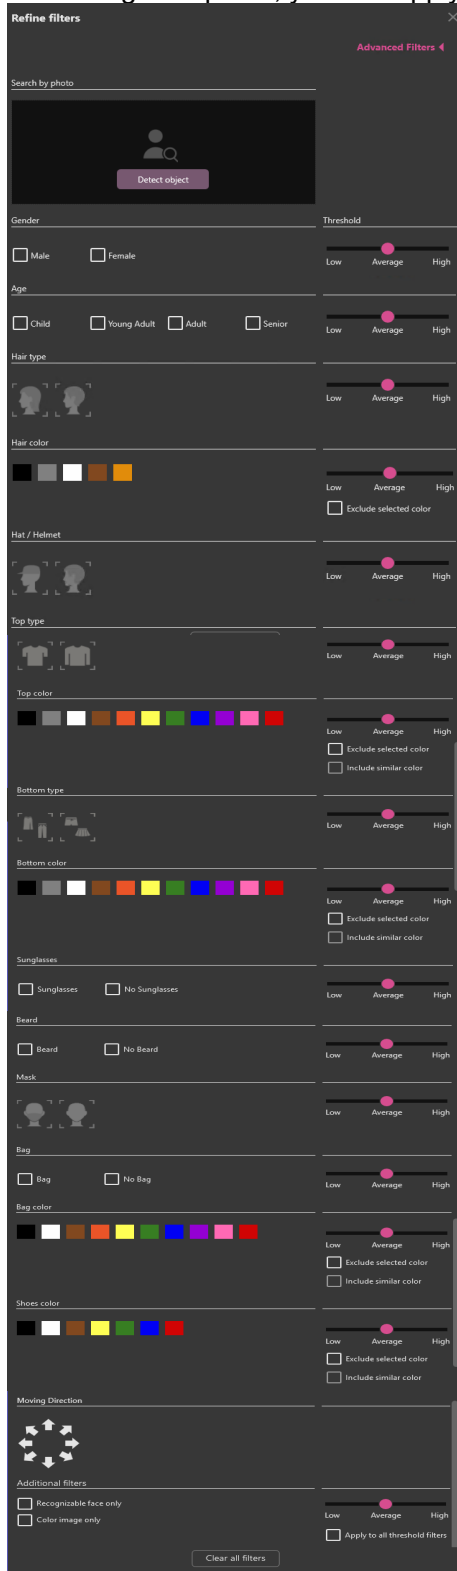 Refine filters
Advanced Filters
Search by photo
Detect object
Gender
Threshold
Male
Female
Low
Average
High
Age
Child
Young Adult
Adult
Senior
Low
Average
High
Hair type
Low
Average
High
Hair color
Low
Average
High
Exclude selected color
Hat / Helmet
Low
Average
High
Top type
Low
Average
High
Top color
Low
Average
High
Exclude selected color
Include similar color
Bottom type
Low
Average
High
Bottom color
Low
Average
High
Exclude selected color
Include similar color
Sunglasses
Sunglasses
No Sunglasses
Low
Average
High
Beard
Beard
No Beard
Low
Average
High
Mask
Low
Average
High
Bag
Bag
No Bag
Low
Average
High
Bag color
Low
Average
High
Exclude selected color
Include similar color
Shoes color
Low
Average
High
Exclude selected color
Include similar color
Moving Direction
Additional filters
Recognizable face only
Color image only
Low
Average
High
Apply to all threshold filters
Clear all filters